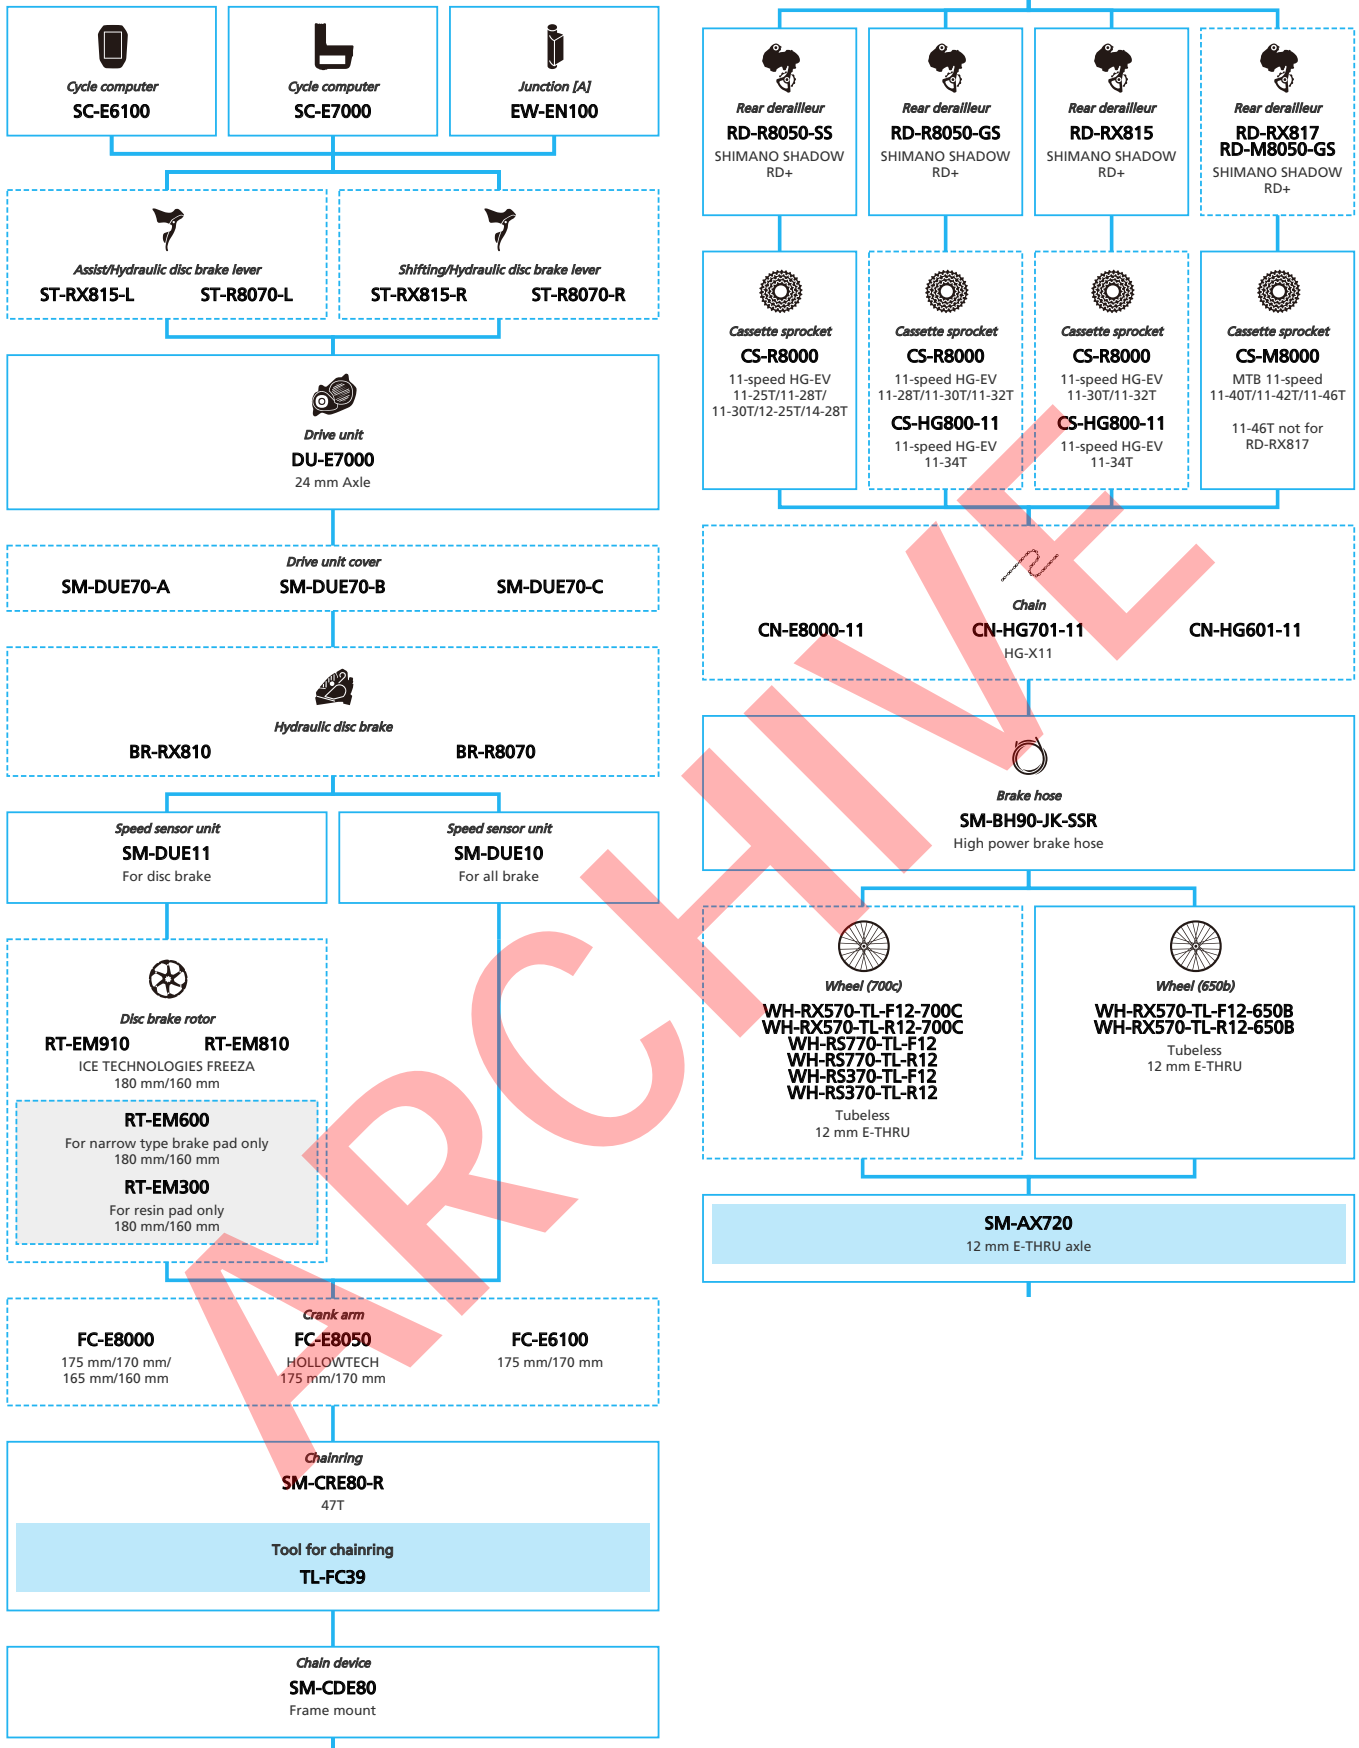 Cycle computer
SC-E6100
Cycle computer
SC-E7000
Junction [A]
EW-EN100
Assist/Hydraulic disc brake lever
ST-RX815-L ST-R8070-L
Shifting/Hydraulic disc brake lever
ST-RX815-R ST-R8070-R
Drive unit
DU-E7000
24 mm Axle
Drive unit cover
SM-DUE70-A SM-DUE70-B SM-DUE70-C
Hydraulic disc brake
BR-RX810 BR-R8070
Speed sensor unit
SM-DUE11
For disc brake
Speed sensor unit
SM-DUE10
For all brake
Disc brake rotor
RT-EM910 RT-EM810
ICE TECHNOLOGIES FREEZA
180 mm/160 mm
RT-EM600
For narrow type brake pad only
180 mm/160 mm
RT-EM300
For resin pad only
180 mm/160 mm
Crank arm
FC-E8000
175 mm/170 mm/
165 mm/160 mm
FC-E8050
HOLLOWTECH
175 mm/170 mm
FC-E6100
175 mm/170 mm
Chainring
SM-CRE80-R
47T
Tool for chainring
TL-FC39
Chain device
SM-CDE80
Frame mount
Rear derailleur
RD-R8050-SS
SHIMANO SHADOW
RD+
Rear derailleur
RD-R8050-GS
SHIMANO SHADOW
RD+
Rear derailleur
RD-RX815
SHIMANO SHADOW
RD+
Rear derailleur
RD-RX817
RD-M8050-GS
SHIMANO SHADOW
RD+
Cassette sprocket
CS-R8000
11-speed HG-EV
11-25T/11-28T/
11-30T/12-25T/14-28T
Cassette sprocket
CS-R8000
11-speed HG-EV
11-28T/11-30T/11-32T
CS-HG800-11
11-speed HG-EV
11-34T
Cassette sprocket
CS-R8000
11-speed HG-EV
11-30T/11-32T
CS-HG800-11
11-speed HG-EV
11-34T
Cassette sprocket
CS-M8000
MTB 11-speed
11-40T/11-42T/11-46T
11-46T not for
RD-RX817
Chain
CN-E8000-11 CN-HG701-11 CN-HG601-11
HG-X11
Brake hose
SM-BH90-JK-SSR
High power brake hose
Wheel (700c)
WH-RX570-TL-F12-700C
WH-RX570-TL-R12-700C
WH-RS770-TL-F12
WH-RS770-TL-R12
WH-RS370-TL-F12
WH-RS370-TL-R12
Tubeless
12 mm E-THRU
Wheel (650b)
WH-RX570-TL-F12-650B
WH-RX570-TL-R12-650B
Tubeless
12 mm E-THRU
SM-AX720
12 mm E-THRU axle
ARCHIVE